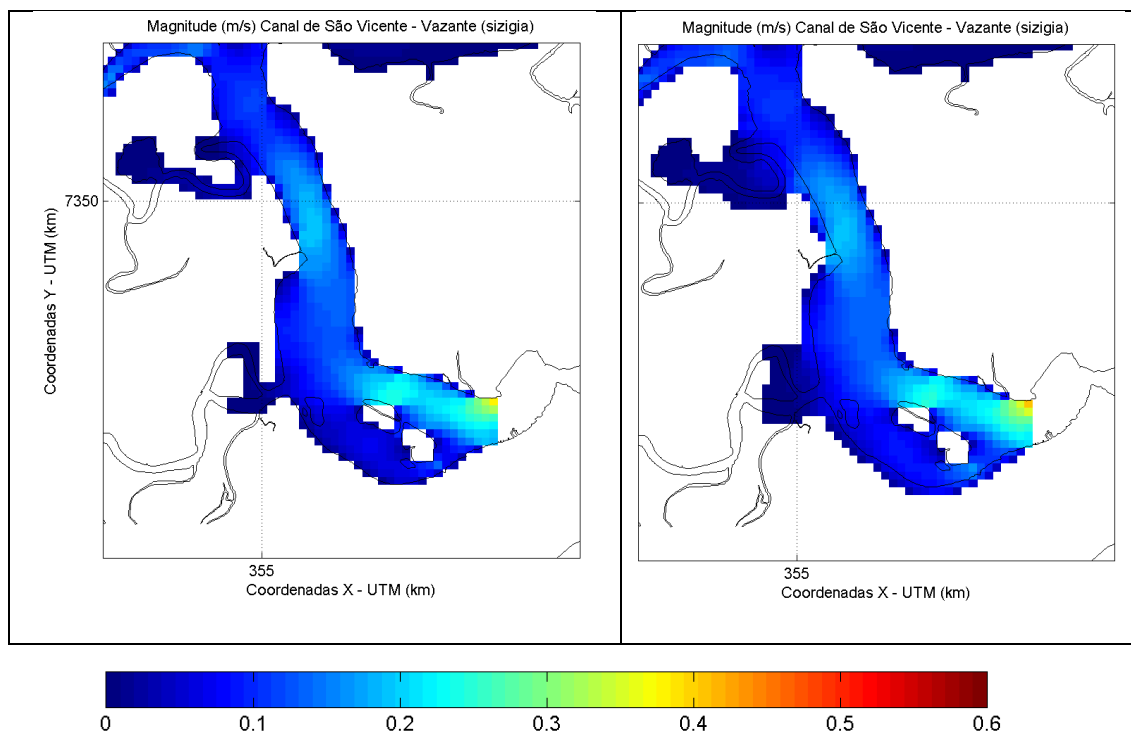 Magnitude (m/s) Canal de São Vicente - Vazante (sizigia)
7350
Coordenadas Y - UTM (km)
355
Coordenadas X - UTM (km)
Magnitude (m/s) Canal de São Vicente - Vazante (sizigia)
355
Coordenadas X - UTM (km)
0 0.1 0.2 0.3 0.4 0.5 0.6